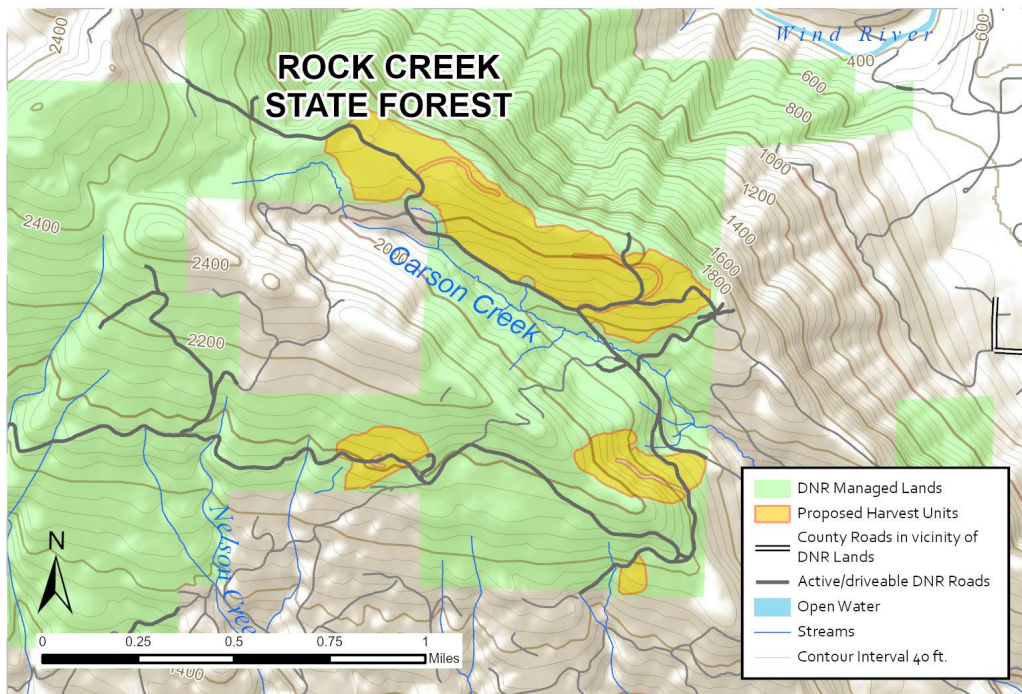 2400
Wind River
600
ROCK CREEK
STATE FOREST
400
600
800
1000
1200
2400
1400
2000
2400
1600
Carson Creek
1800
2200
DNR Managed Lands
Proposed Harvest Units
County Roads in vicinity of
DNR Lands
Active/driveable DNR Roads
Open Water
Streams
Contour Interval 40 ft.
N
Nelson Creek
0 0.25 0.5 0.75 1
Miles
1400